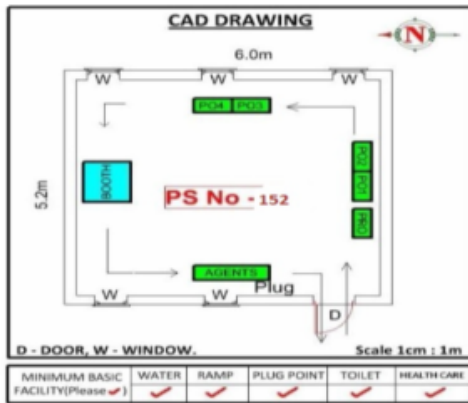 CAD DRAWING
N
6.0m
W W W
PO4 PO3
5.2m
BOOTH
PO2
PO1
PS No - 152
PRO
AGENTS
Plug
W W
D
D - DOOR, W - WINDOW. Scale 1cm : 1m
MINIMUM BASIC FACILITY(Please ✓) WATER RAMP PLUG POINT TOILET HEALTH CARE
✓ ✓ ✓ ✓ ✓